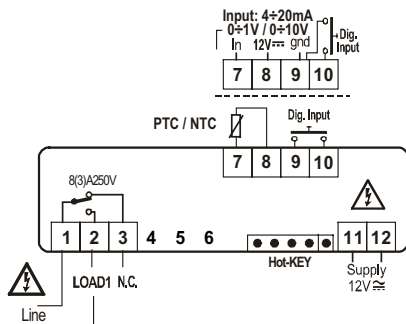 Input: 4÷20mA
0÷1V / 0÷10V
In 12V⎓ gnd
Dig. Input
7 8 9 10
PTC / NTC
Dig. Input
7 8 9 10
8(3)A250V
1 2 3 4 5 6
Hot-KEY
11 12
LOAD1 N.C.
Supply
12V≂
Line